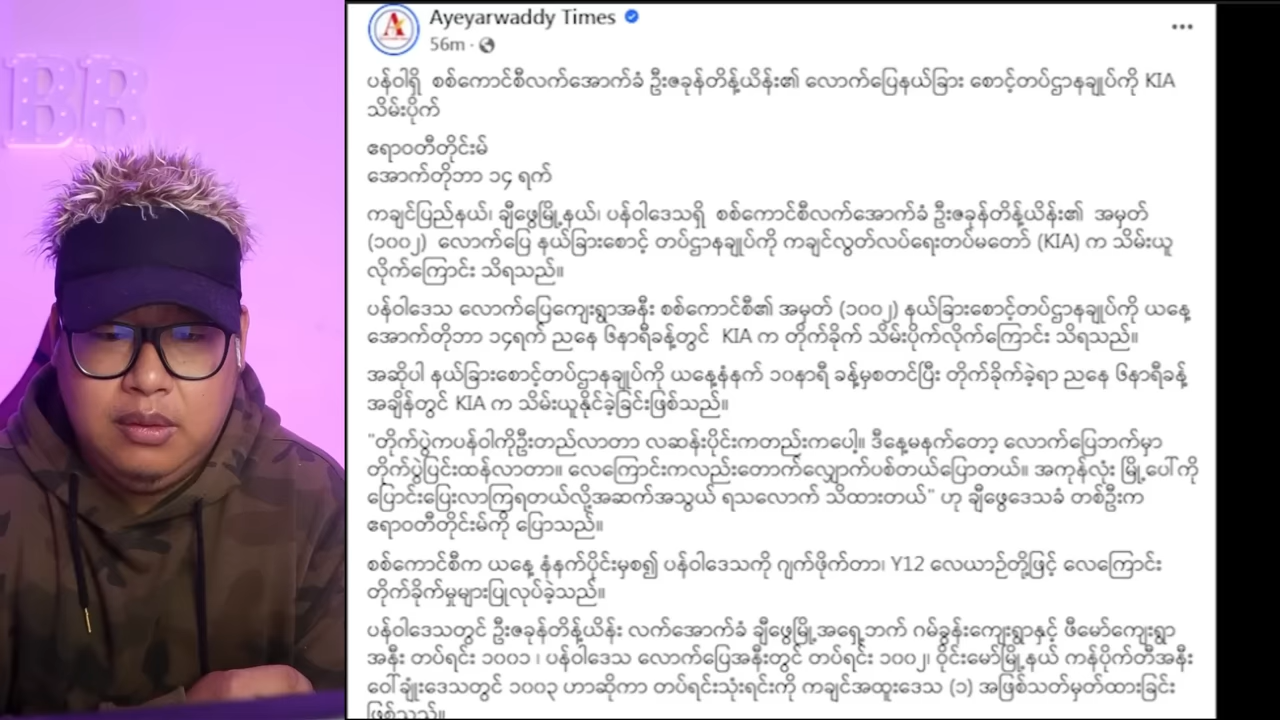 BB
Ayeyarwaddy Times
56m
ပန်ဝါရှိ စစ်ကောင်စီလက်အောက်ခံ ဦးဇခုန်တိန့်ယိန်း၏ လောက်ပြေနယ်ခြား စောင့်တပ်ဌာနချုပ်ကို KIA
သိမ်းပိုက်
ဧရာဝတီတိုင်းမ်
အောက်တိုဘာ ၁၄ ရက်
ကချင်ပြည်နယ်၊ ချီဖွေမြို့နယ်၊ ပန်ဝါဒေသရှိ စစ်ကောင်စီလက်အောက်ခံ ဦးဇခုန်တိန့်ယိန်း၏ အမှတ်
(၁၀၀၂) လောက်ပြေ နယ်ခြားစောင့် တပ်ဌာနချုပ်ကို ကချင်လွတ်လပ်ရေးတပ်မတော် (KIA) က သိမ်းယူ
လိုက်ကြောင်း သိရသည်။
ပန်ဝါဒေသ လောက်ပြေကျေးရွာအနီး စစ်ကောင်စီ၏ အမှတ် (၁၀၀၂) နယ်ခြားစောင့်တပ်ဌာနချုပ်ကို ယနေ့
အောက်တိုဘာ ၁၄ရက် ညနေ ၆နာရီခန့်တွင် KIA က တိုက်ခိုက် သိမ်းပိုက်လိုက်ကြောင်း သိရသည်။
အဆိုပါ နယ်ခြားစောင့်တပ်ဌာနချုပ်ကို ယနေ့နံနက် ၁၀နာရီ ခန့်မှစတင်ပြီး တိုက်ခိုက်ခဲ့ရာ ညနေ ၆နာရီခန့်
အချိန်တွင် KIA က သိမ်းယူနိုင်ခဲ့ခြင်းဖြစ်သည်။
"တိုက်ပွဲကပန်ဝါကိုဦးတည်လာတာ လဆန်းပိုင်းကတည်းကပေါ့။ ဒီနေ့မနက်တော့ လောက်ပြေဘက်မှာ
တိုက်ပွဲပြင်းထန်လာတာ။ လေကြောင်းကလည်းတောက်လျှောက်ပစ်တယ်ပြောတယ်။ အကုန်လုံး မြို့ပေါ်ကို
ပြောင်းပြေးလာကြရတယ်လို့အဆက်အသွယ် ရသလောက် သိထားတယ်" ဟု ချီဖွေဒေသခံ တစ်ဦးက
ဧရာဝတီတိုင်းမ်ကို ပြောသည်။
စစ်ကောင်စီက ယနေ့ နံနက်ပိုင်းမှစ၍ ပန်ဝါဒေသကို ဂျက်ဖိုက်တာ၊ Y12 လေယာဉ်တို့ဖြင့် လေကြောင်း
တိုက်ခိုက်မှုများပြုလုပ်ခဲ့သည်။
ပန်ဝါဒေသတွင် ဦးဇခုန်တိန့်ယိန်း လက်အောက်ခံ ချီဖွေမြို့အရှေ့ဘက် ဂမ်ခွန်းကျေးရွာနှင့် ဖီမော်ကျေးရွာ
အနီး တပ်ရင်း ၁၀၀၁ ၊ ပန်ဝါဒေသ လောက်ပြေအနီးတွင် တပ်ရင်း ၁၀၀၂၊ ဝိုင်းမော်မြို့နယ် ကန်ပိုက်တီအနီး
ဝေါ်ချုံးဒေသတွင် ၁၀၀၃ ဟာဆိုကာ တပ်ရင်းသုံးရင်းကို ကချင်အထူးဒေသ (၁) အဖြစ်သတ်မှတ်ထားခြင်း
ဖြစ်သည်။